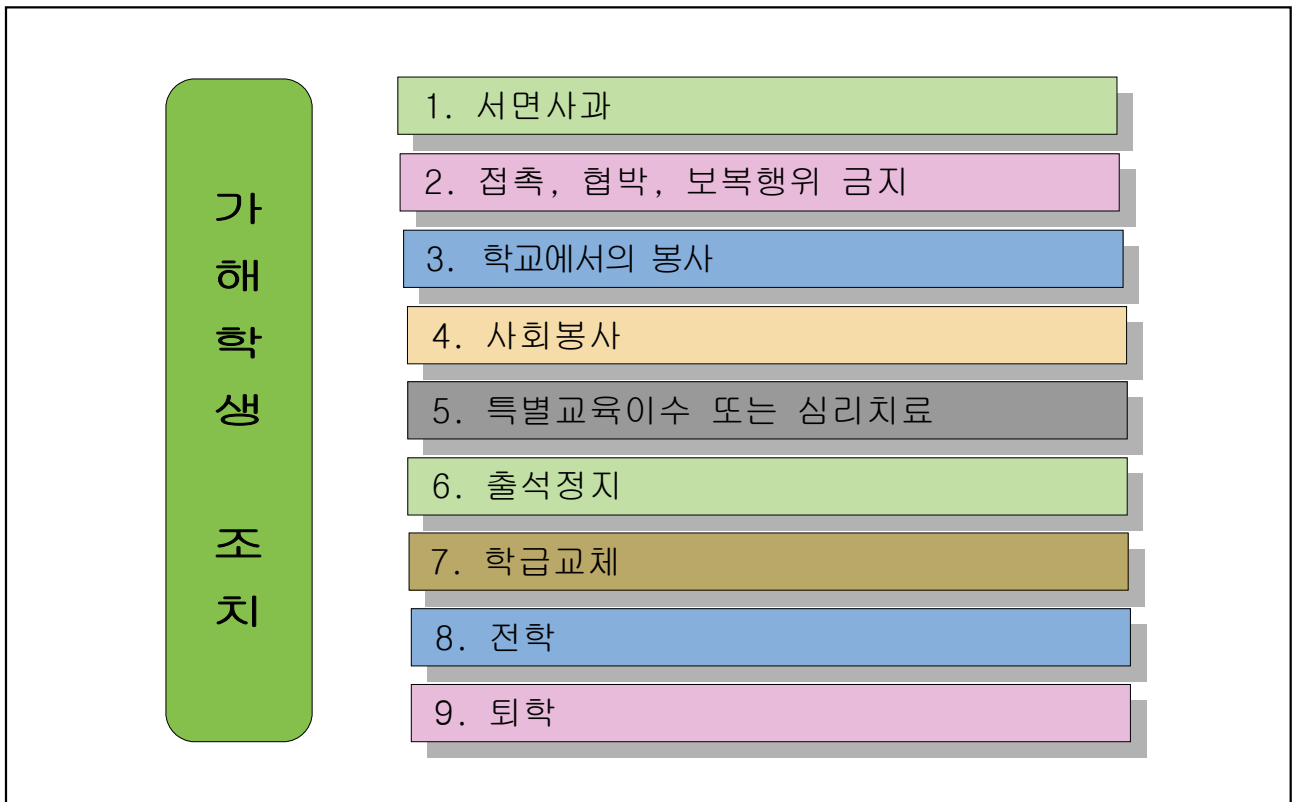 가해학생 조치
1. 서면사과
2. 접촉, 협박, 보복행위 금지
3. 학교에서의 봉사
4. 사회봉사
5. 특별교육이수 또는 심리치료
6. 출석정지
7. 학급교체
8. 전학
9. 퇴학